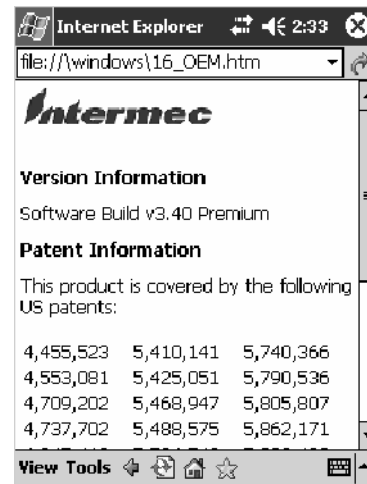 Internet Explorer 2:33
file://\windows\16_OEM.htm
Intermec
Version Information
Software Build v3.40 Premium
Patent Information
This product is covered by the following
US patents:
4,455,523 5,410,141 5,740,366
4,553,081 5,425,051 5,790,536
4,709,202 5,468,947 5,805,807
4,737,702 5,488,575 5,862,171
View Tools